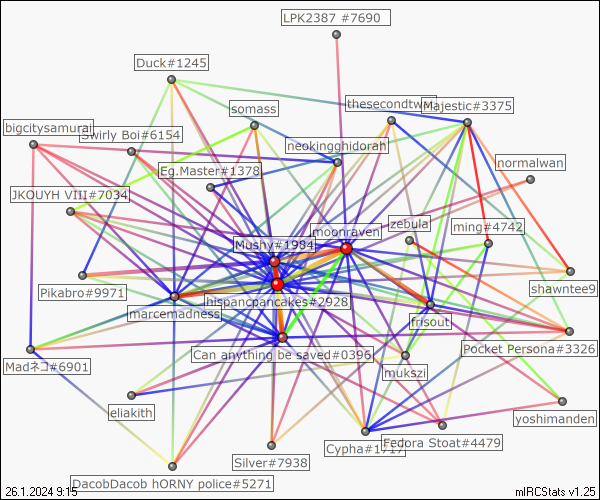 LPK2387 #7690
Duck#1245
thesecondtwin
Majestic#3375
somass
bigcitysamurai
Swirly Boi#6154
neokingghidorah
normalwan
Eg.Master#1378
JKOUYH VIII#7034
zebula
ming#4742
moonraven
Mushy#1984
Pikabro#9971
shawntee9
hispancpancakes#2928
marcemadness
frisout
Pocket Persona#3326
Can anything be saved#0396
Madネコ#6901
mukszi
eliakith
yoshimanden
Fedora Stoat#4479
Cypha#1717
Silver#7938
DacobDacob hORNY police#5271
26.1.2024 9:15
mIRCStats v1.25